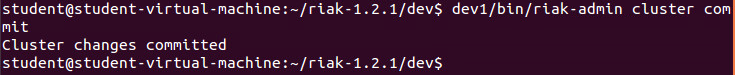 student@student-virtual-machine:~/riak-1.2.1/dev$ dev1/bin/riak-admin cluster com
mit
Cluster changes committed
student@student-virtual-machine:~/riak-1.2.1/dev$